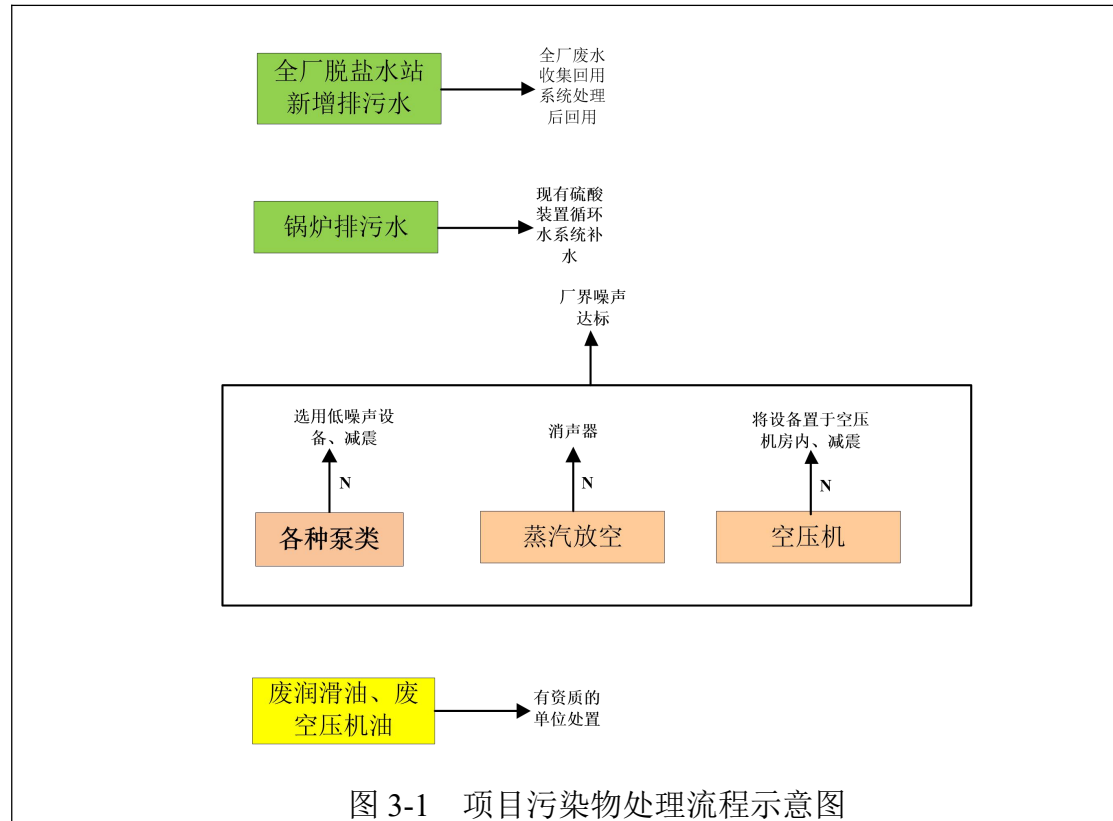 全厂脱盐水站
新增排污水
全厂废水
收集回用
系统处理
后回用
锅炉排污水
现有硫酸
装置循环
水系统补
水
厂界噪声
达标
选用低噪声设
备、减震
N
各种泵类
消声器
N
蒸汽放空
将设备置于空压
机房内、减震
N
空压机
废润滑油、废
空压机油
有资质的
单位处置
图 3-1 项目污染物处理流程示意图